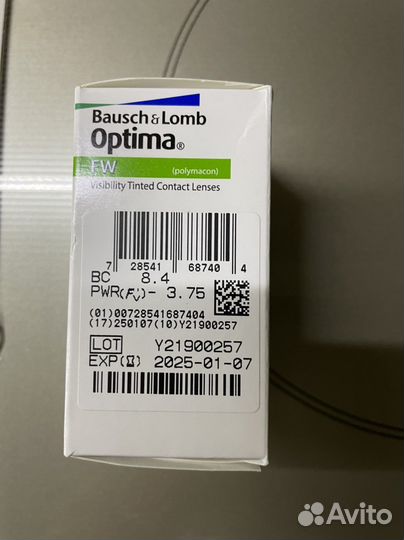 Bausch & Lomb
Optima®
FW (polymacon)
Visibility Tinted Contact Lenses
7 28541 68740 4
BC 8.4
PWR(F'v) - 3.75
(01)00728541687404
(17)250107(10)Y21900257
LOT Y21900257
EXP(⌛) 2025-01-07
Avito